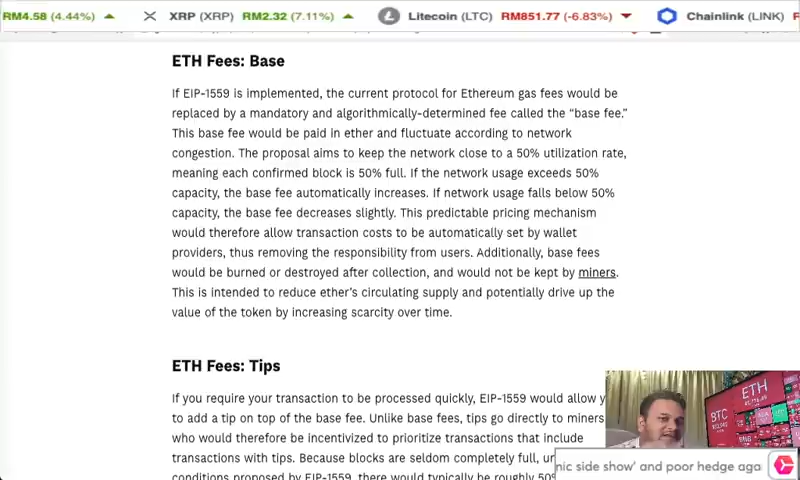 RM4.58 (4.44%) XRP (XRP) RM2.32 (7.11%) Litecoin (LTC) RM851.77 (-6.83%) Chainlink (LINK) R
ETH Fees: Base
If EIP-1559 is implemented, the current protocol for Ethereum gas fees would be
replaced by a mandatory and algorithmically-determined fee called the “base fee.”
This base fee would be paid in ether and fluctuate according to network
congestion. The proposal aims to keep the network close to a 50% utilization rate,
meaning each confirmed block is 50% full. If the network usage exceeds 50%
capacity, the base fee automatically increases. If network usage falls below 50%
capacity, the base fee decreases slightly. This predictable pricing mechanism
would therefore allow transaction costs to be automatically set by wallet
providers, thus removing the responsibility from users. Additionally, base fees
would be burned or destroyed after collection, and would not be kept by miners.
This is intended to reduce ether’s circulating supply and potentially drive up the
value of the token by increasing scarcity over time.
ETH Fees: Tips
If you require your transaction to be processed quickly, EIP-1559 would allow y
to add a tip on top of the base fee. Unlike base fees, tips go directly to miners
who would therefore be incentivized to prioritize transactions that include
transactions with tips. Because blocks are seldom completely full, un
conditions proposed by EIP-1559, there would typically be roughly 50%
ETH
BTC
nic side show' and poor hedge aga